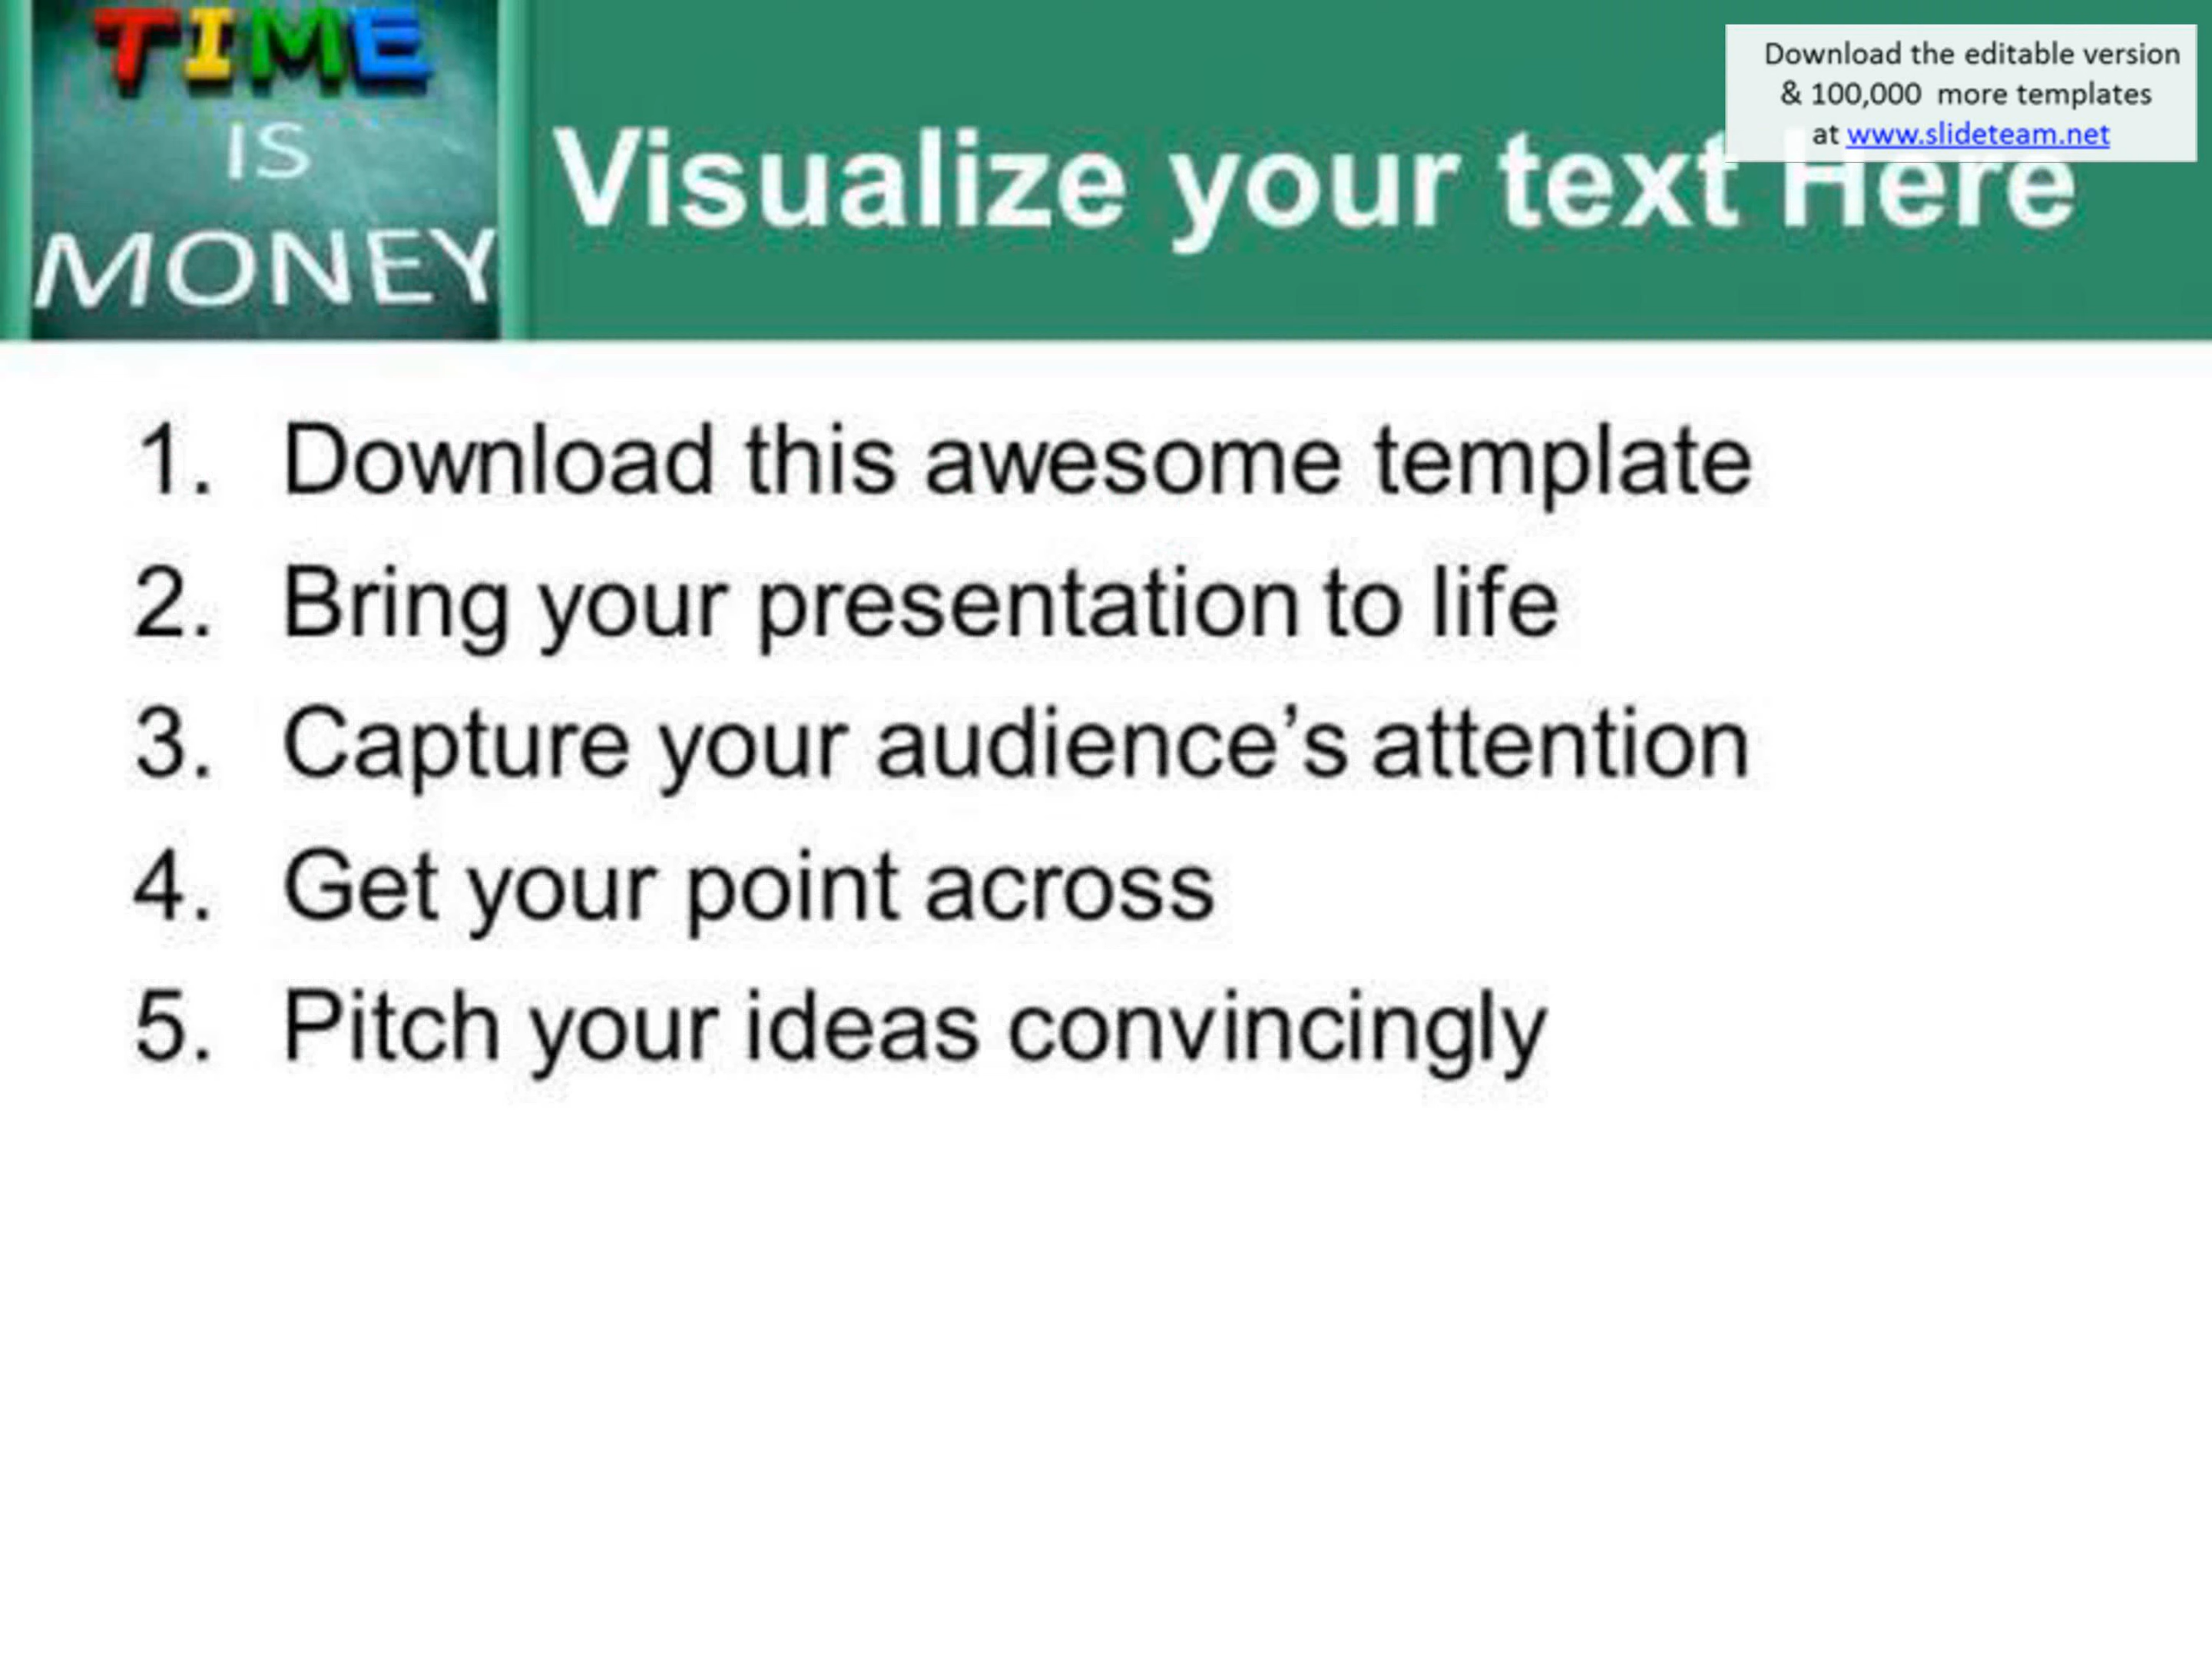 TIME
IS
MONEY
Download the editable version
& 100,000 more templates
at www.slideteam.net
Visualize your text Here
1. Download this awesome template
2. Bring your presentation to life
3. Capture your audience’s attention
4. Get your point across
5. Pitch your ideas convincingly